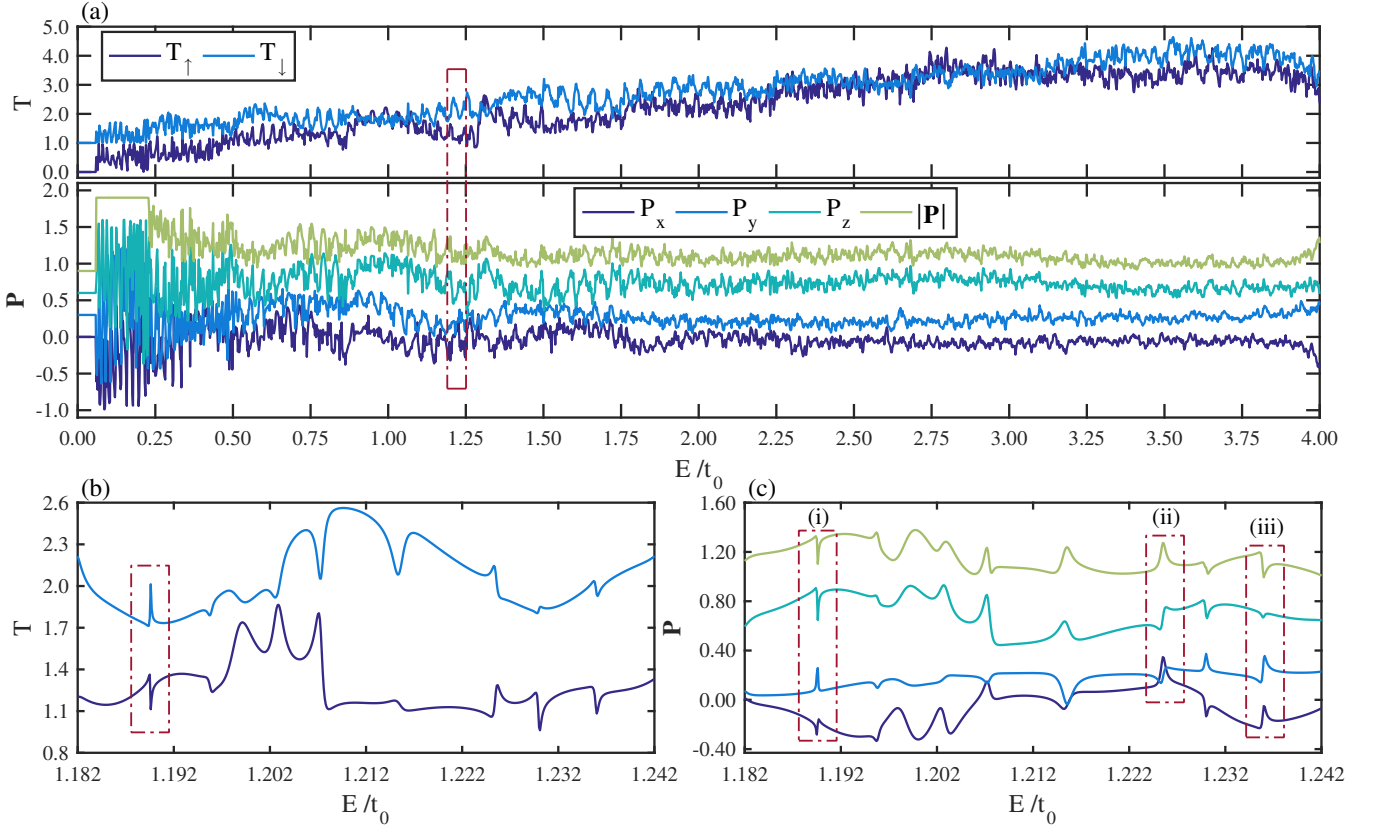 (a)
5.0
4.0
3.0
2.0
1.0
0.0
T
T↑ T↓
2.0
1.5
1.0
0.5
0.0
-0.5
-1.0
P
Px Py Pz |P|
0.00 0.25 0.50 0.75 1.00 1.25 1.50 1.75 2.00 2.25 2.50 2.75 3.00 3.25 3.50 3.75 4.00
E/t0
(b)
2.6
2.3
2.0
1.7
1.4
1.1
0.8
T
1.182 1.192 1.202 1.212 1.222 1.232 1.242
E/t0
(c)
1.60
1.20
0.80
0.40
0.00
-0.40
P
(i) (ii) (iii)
1.182 1.192 1.202 1.212 1.222 1.232 1.242
E/t0